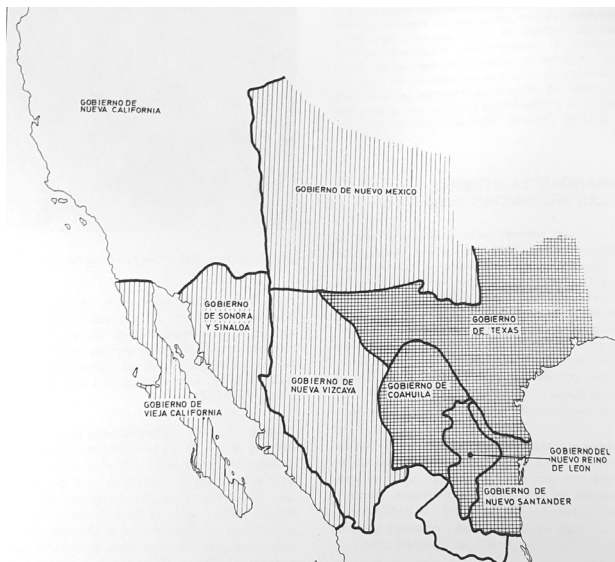 GOBIERNO DE
NUEVA CALIFORNIA
GOBIERNO DE NUEVO MEXICO
GOBIERNO
DE SONORA
Y SINALOA
GOBIERNO
DE TEXAS
GOBIERNO DE
NUEVA VIZCAYA
GOBIERNO DE
COAHUILA
GOBIERNO DE
VIEJA CALIFORNIA
GOBIERNO DEL
NUEVO REINO
DE LEON
GOBIERNO DE
NUEVO SANTANDER